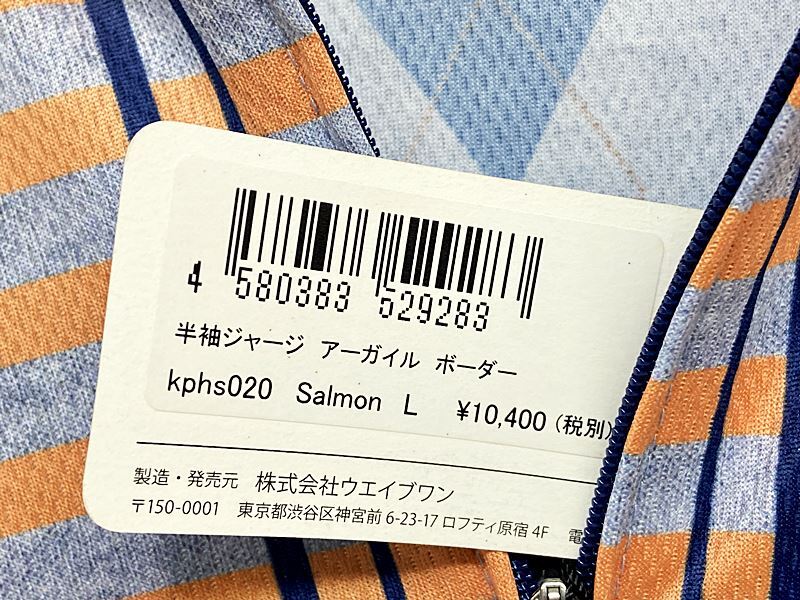 4 580383 529283
半袖ジャージ アーガイル ボーダー
kphs020 Salmon L ¥10,400(税別)
製造・発売元 株式会社ウエイブワン
〒150-0001 東京都渋谷区神宮前 6-23-17 ロフティ原宿 4F 電